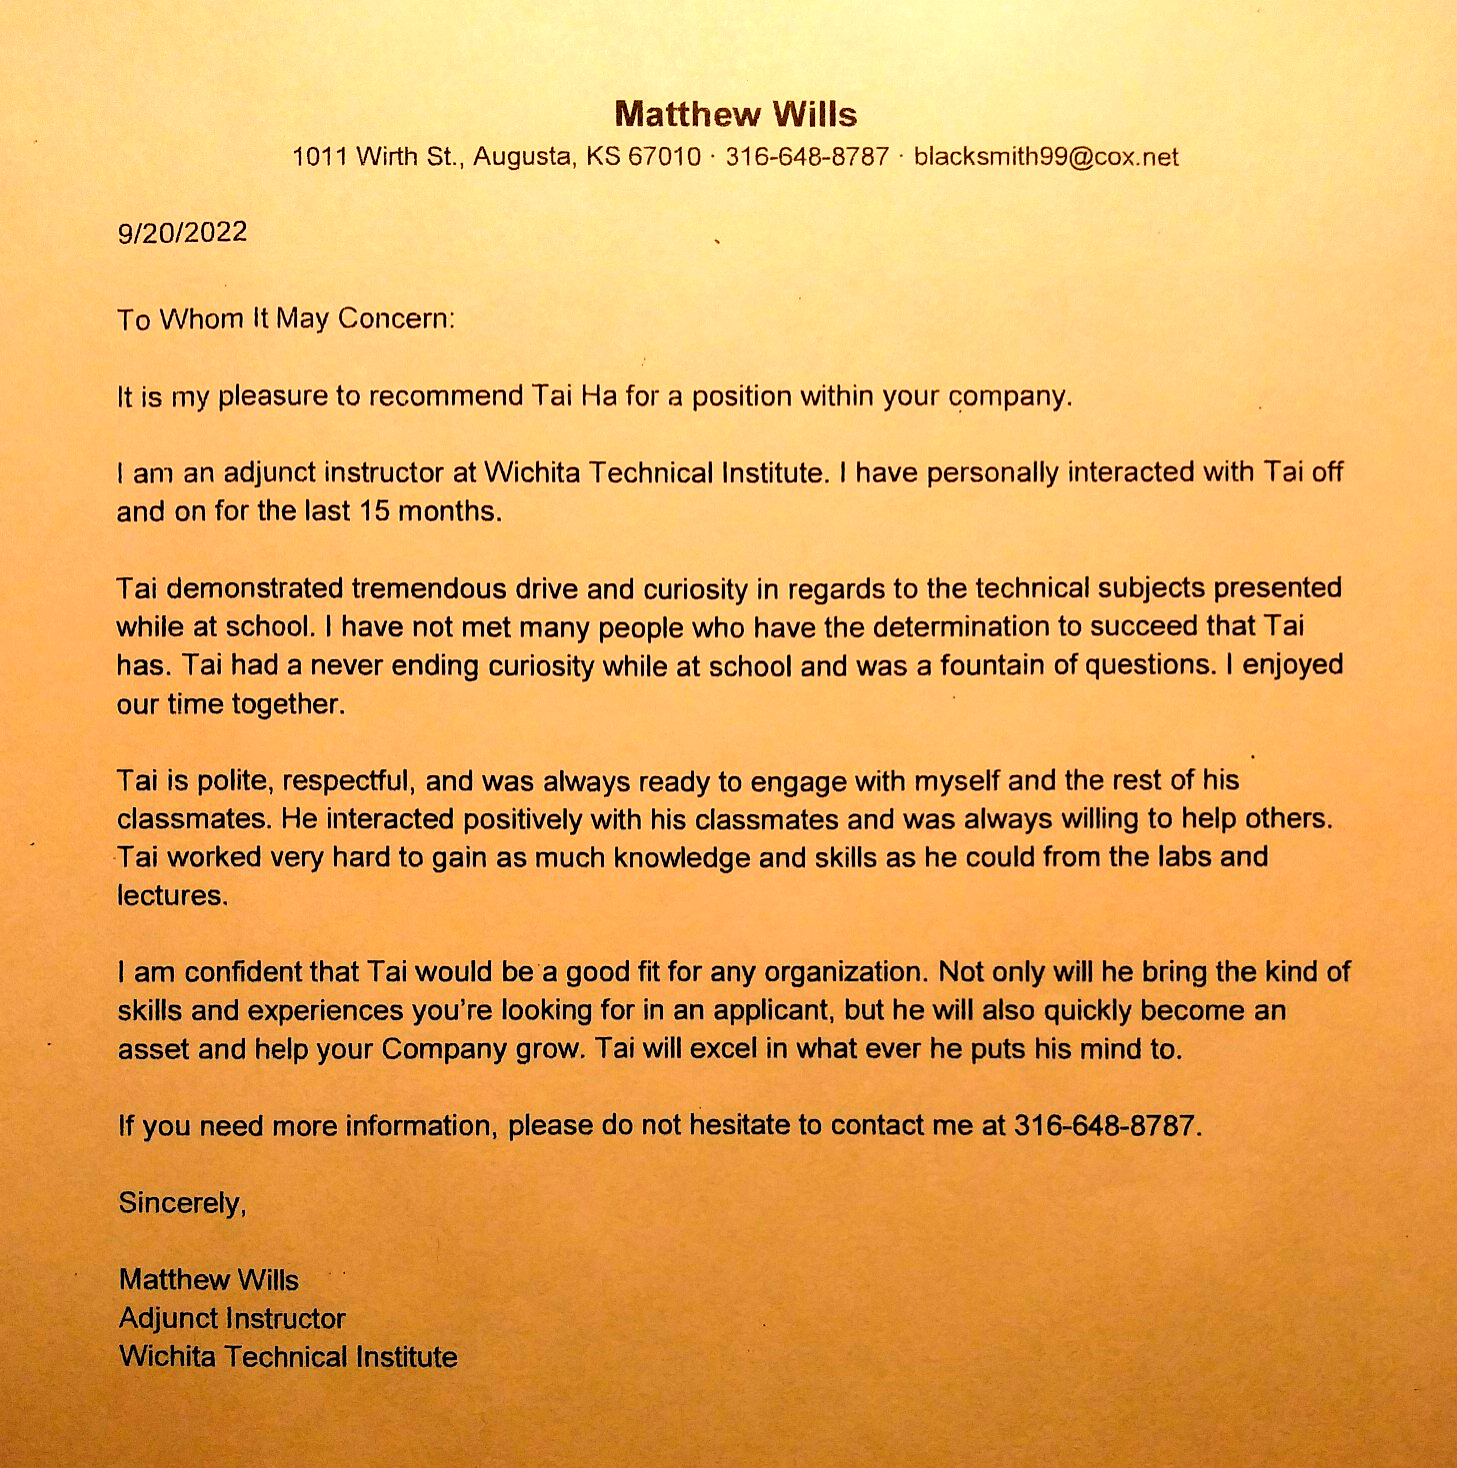 Matthew Wills
1011 Wirth St., Augusta, KS 67010 · 316-648-8787 · blacksmith99@cox.net
9/20/2022
To Whom It May Concern:
It is my pleasure to recommend Tai Ha for a position within your company.
I am an adjunct instructor at Wichita Technical Institute. I have personally interacted with Tai off
and on for the last 15 months.
Tai demonstrated tremendous drive and curiosity in regards to the technical subjects presented
while at school. I have not met many people who have the determination to succeed that Tai
has. Tai had a never ending curiosity while at school and was a fountain of questions. I enjoyed
our time together.
Tai is polite, respectful, and was always ready to engage with myself and the rest of his
classmates. He interacted positively with his classmates and was always willing to help others.
Tai worked very hard to gain as much knowledge and skills as he could from the labs and
lectures.
I am confident that Tai would be a good fit for any organization. Not only will he bring the kind of
skills and experiences you’re looking for in an applicant, but he will also quickly become an
asset and help your Company grow. Tai will excel in what ever he puts his mind to.
If you need more information, please do not hesitate to contact me at 316-648-8787.
Sincerely,
Matthew Wills
Adjunct Instructor
Wichita Technical Institute